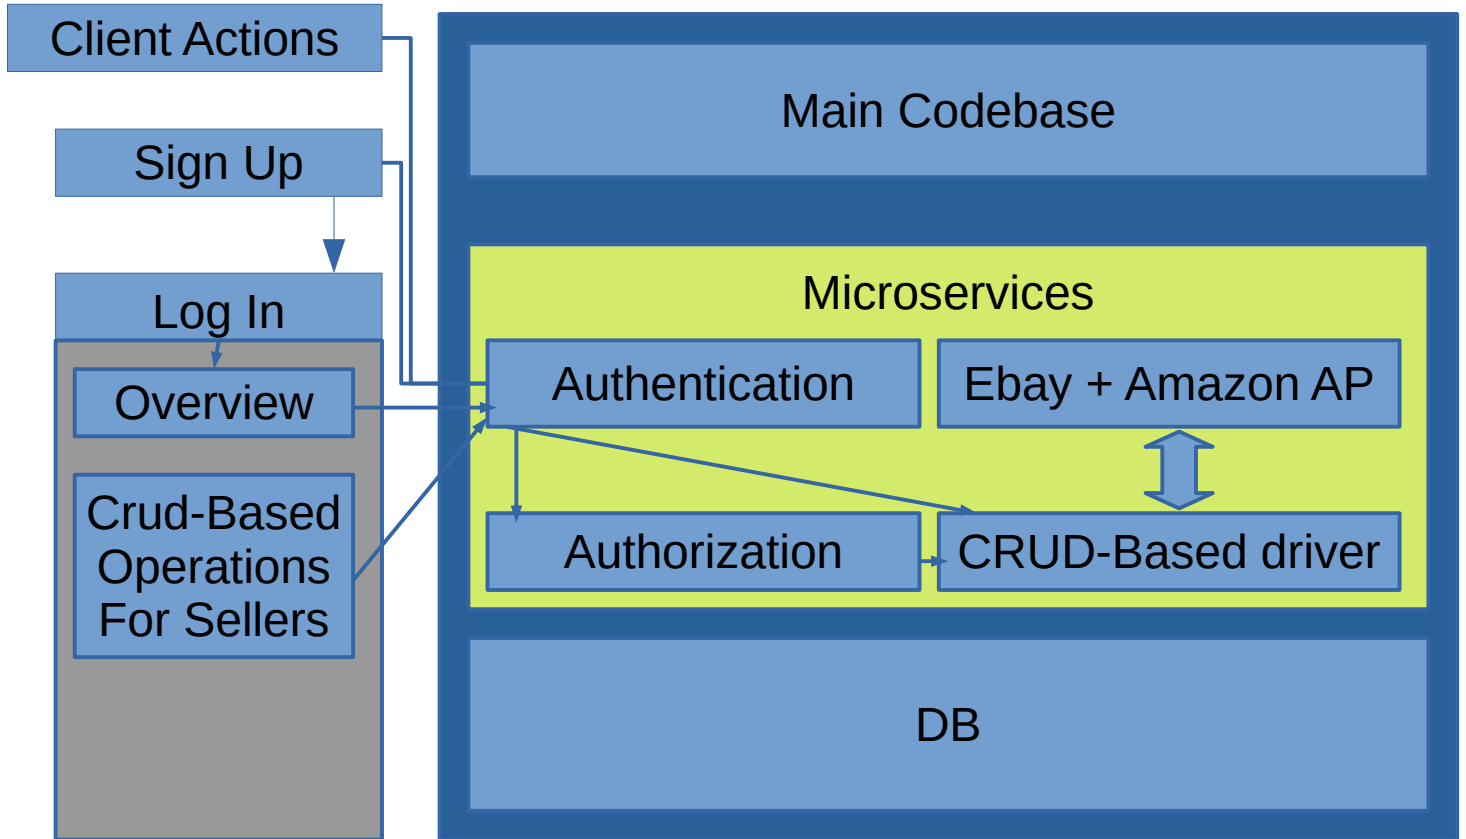 Client Actions
Main Codebase
Sign Up
Microservices
Log In
Authentication
Ebay + Amazon AP
Overview
Crud-Based
Operations
For Sellers
Authorization
CRUD-Based driver
DB